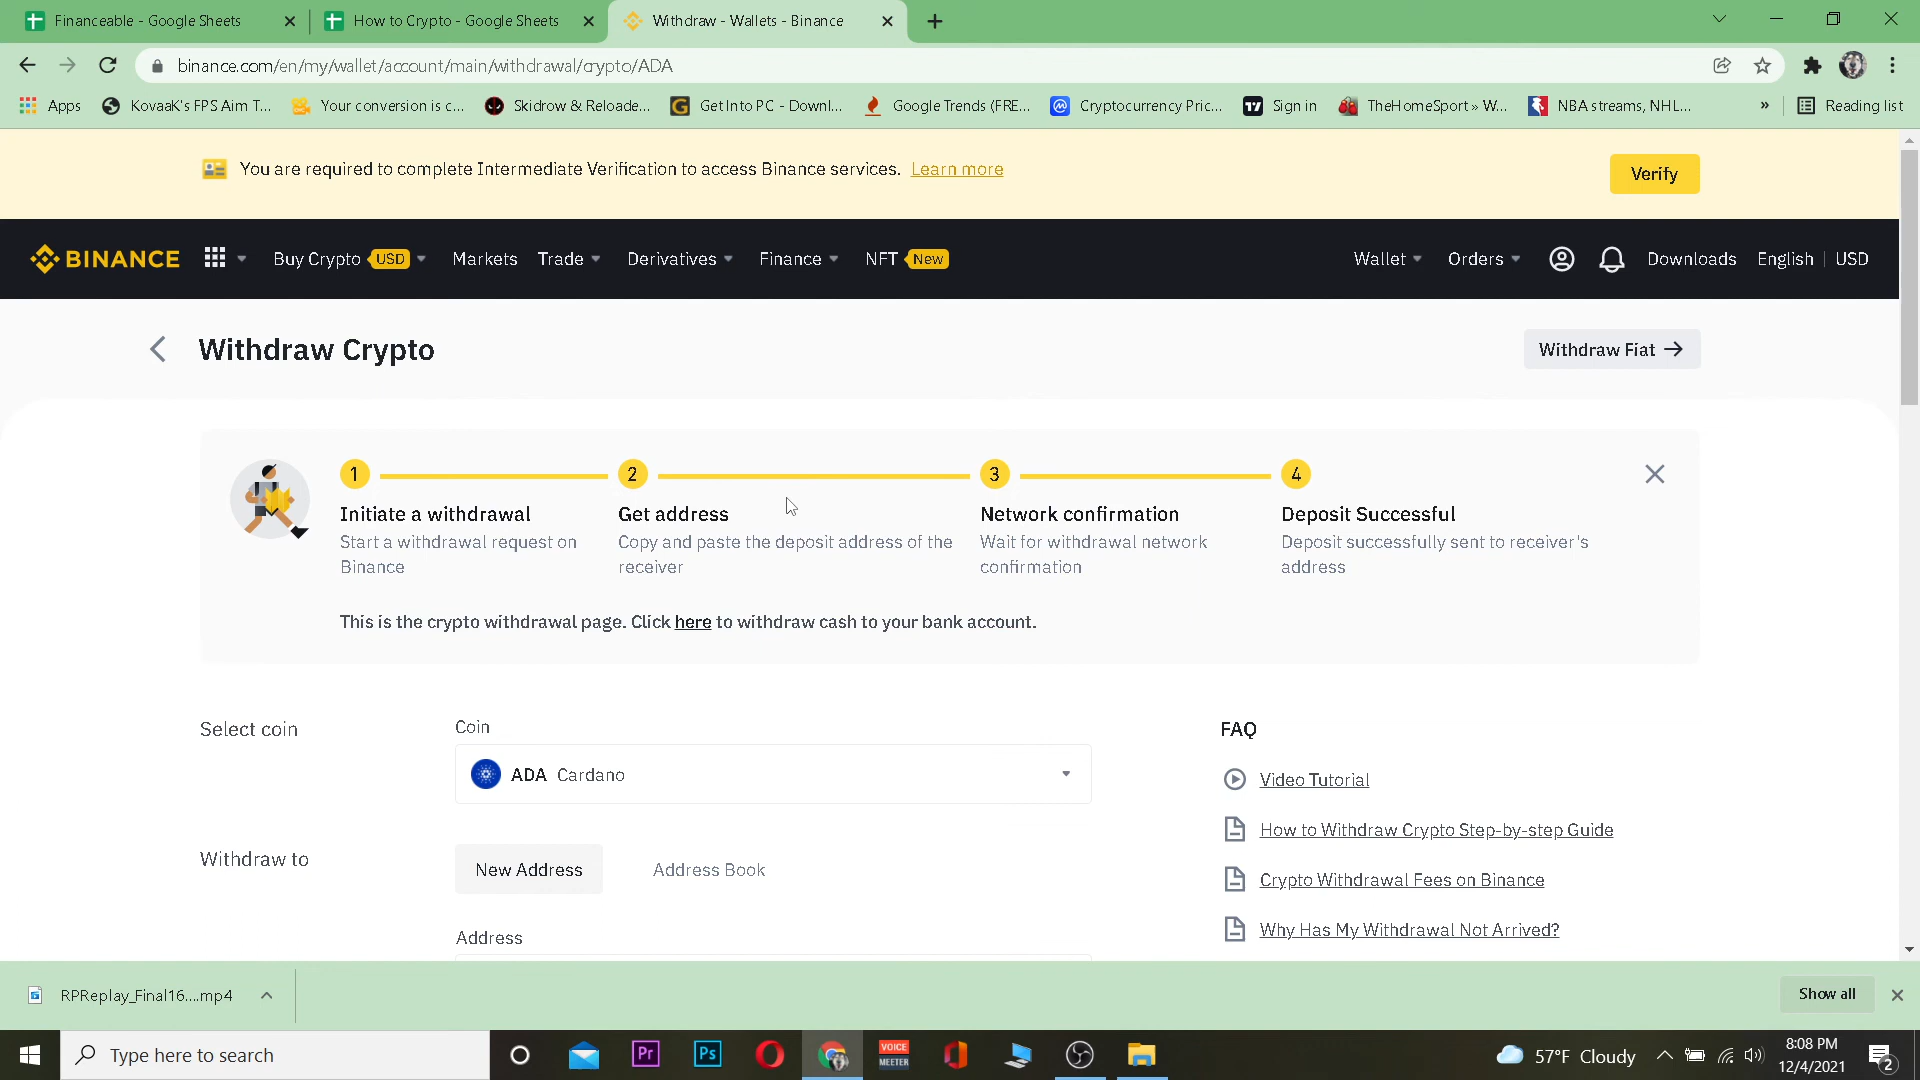 Financeable - Google Sheets
How to Crypto - Google Sheets
Withdraw - Wallets - Binance
binance.com/en/my/wallet/account/main/withdrawal/crypto/ADA
Apps
KovaaK's FPS Aim T...
Your conversion is c...
Skidrow & Reloade...
Get Into PC - Downl...
Google Trends (FRE...
Cryptocurrency Pric...
Sign in
TheHomeSport » W...
NBA streams, NHL...
»
Reading list
You are required to complete Intermediate Verification to access Binance services. Learn more
Verify
BINANCE
Buy Crypto USD
Markets
Trade
Derivatives
Finance
NFT New
Wallet
Orders
Downloads
English | USD
Withdraw Crypto
Withdraw Fiat →
1
2
3
4
Initiate a withdrawal
Start a withdrawal request on
Binance
Get address
Copy and paste the deposit address of the
receiver
Network confirmation
Wait for withdrawal network
confirmation
Deposit Successful
Deposit successfully sent to receiver's
address
This is the crypto withdrawal page. Click here to withdraw cash to your bank account.
Select coin
Coin
ADA Cardano
Withdraw to
New Address
Address Book
Address
FAQ
Video Tutorial
How to Withdraw Crypto Step-by-step Guide
Crypto Withdrawal Fees on Binance
Why Has My Withdrawal Not Arrived?
RPReplay_Final16....mp4
Show all
Type here to search
Pr
Ps
VOICE
MEETER
57°F Cloudy
8:08 PM
12/4/2021
2